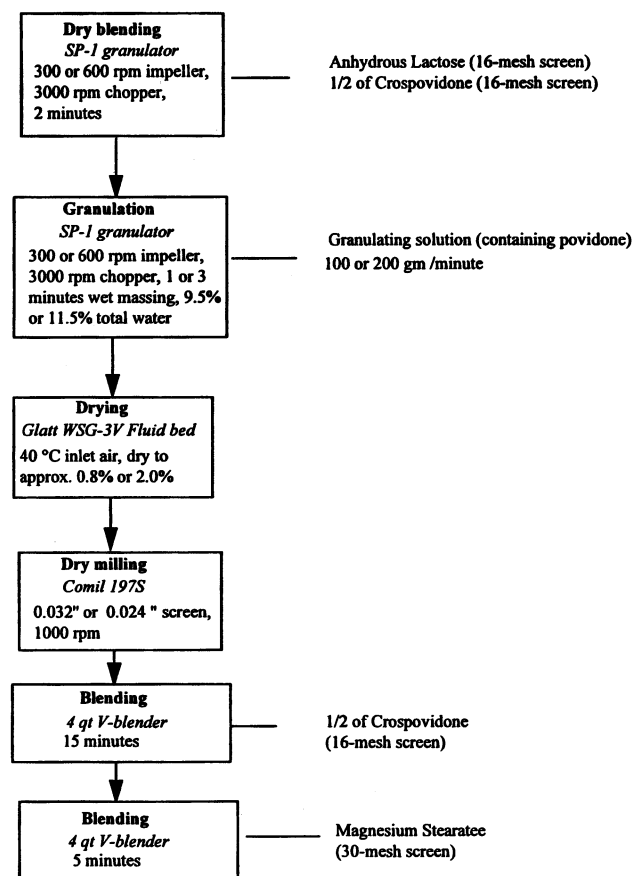 Dry blending
SP-1 granulator
300 or 600 rpm impeller,
3000 rpm chopper,
2 minutes
Anhydrous Lactose (16-mesh screen)
1/2 of Crospovidone (16-mesh screen)
Granulation
SP-1 granulator
300 or 600 rpm impeller,
3000 rpm chopper, 1 or 3
minutes wet massing, 9.5%
or 11.5% total water
Granulating solution (containing povidone)
100 or 200 gm /minute
Drying
Glatt WSG-3V Fluid bed
40 °C inlet air, dry to
approx. 0.8% or 2.0%
Dry milling
Comil 197S
0.032" or 0.024 " screen,
1000 rpm
Blending
4 qt V-blender
15 minutes
1/2 of Crospovidone
(16-mesh screen)
Blending
4 qt V-blender
5 minutes
Magnesium Stearatee
(30-mesh screen)